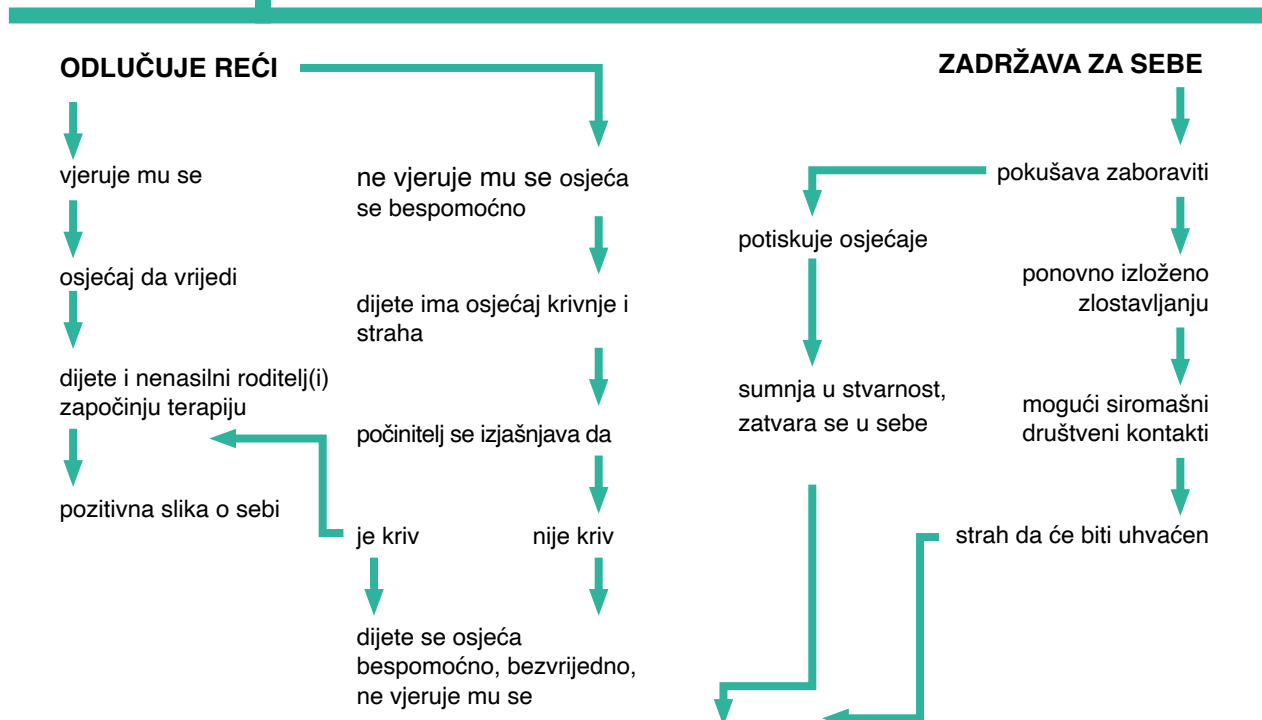 ODLUČUJE REĆI
vjeruje mu se
osjećaj da vrijedi
dijete i nenasilni roditelj(i)
započinju terapiju
pozitivna slika o sebi
ne vjeruje mu se osjeća
se bespomoćno
dijete ima osjećaj krivnje i
straha
počinitelj se izjašnjava da
je kriv
nije kriv
dijete se osjeća
bespomoćno, bezvrijedno,
ne vjeruje mu se
ZADRŽAVA ZA SEBE
pokušava zaboraviti
potiskuje osjećaje
sumnja u stvarnost,
zatvara se u sebe
ponovno izloženo
zlostavljanju
mogući siromašni
društveni kontakti
strah da će biti uhvaćen